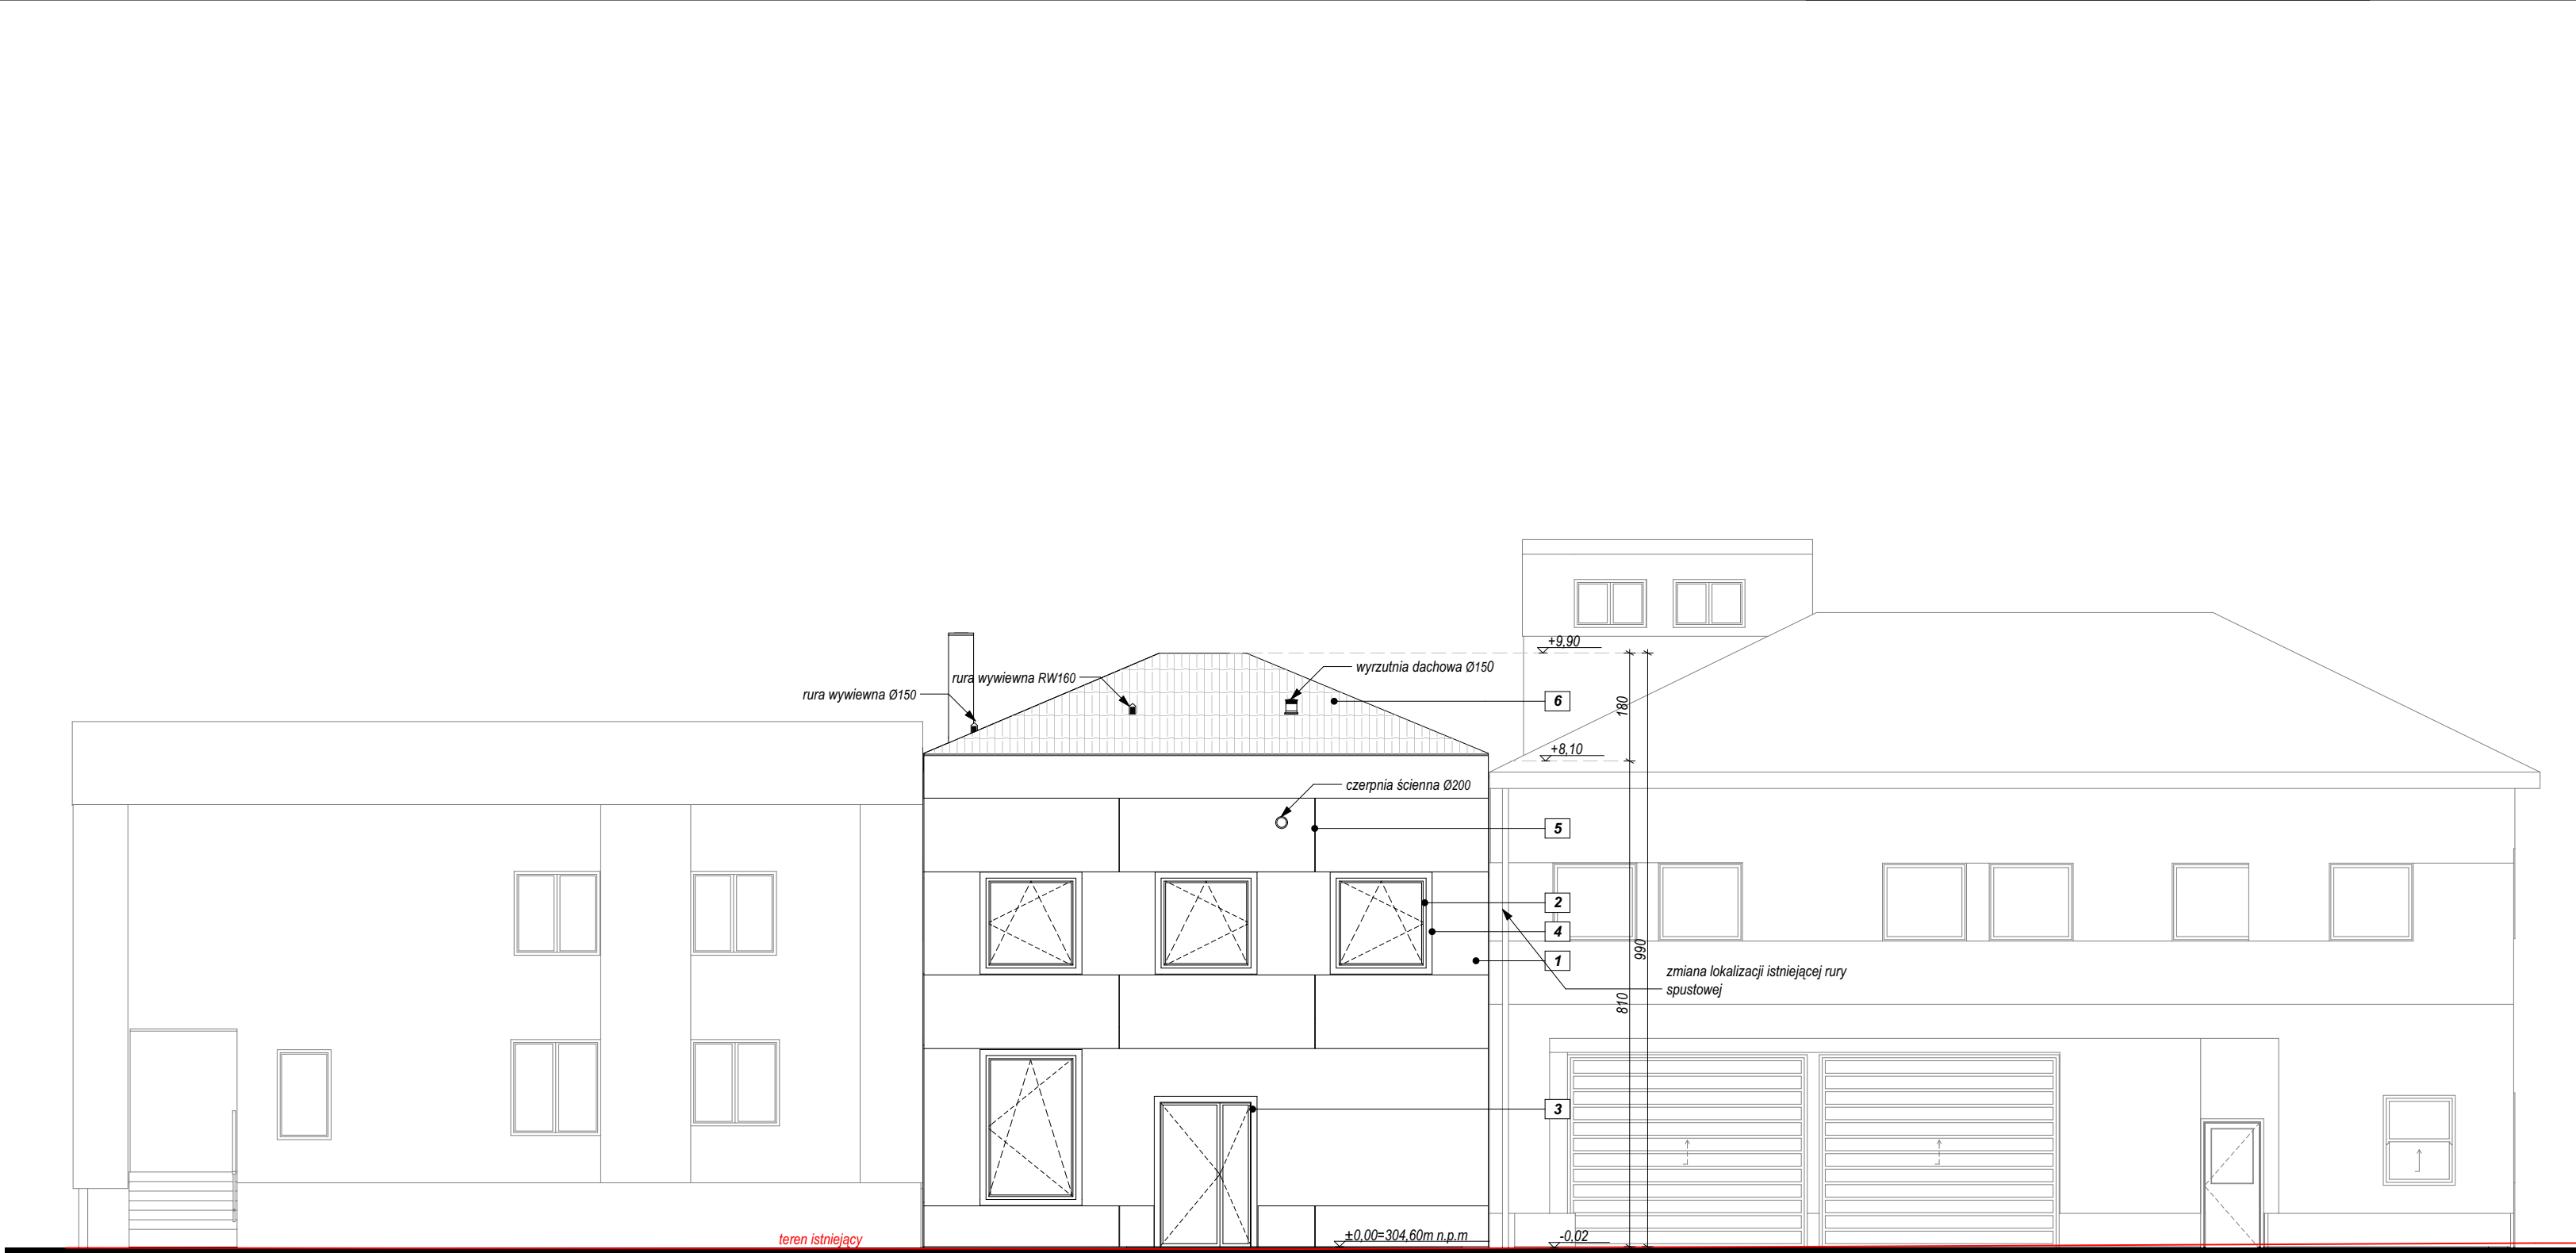 +9,90
wyrzutnia dachowa Ø150
rura wywiewna RW160
rura wywiewna Ø150
6
180
+8,10
czerpnia ścienna Ø200
5
2
4
1
990
zmiana lokalizacji istniejącej rury
spustowej
810
3
teren istniejący
±0,00=304,60m n.p.m
-0,02